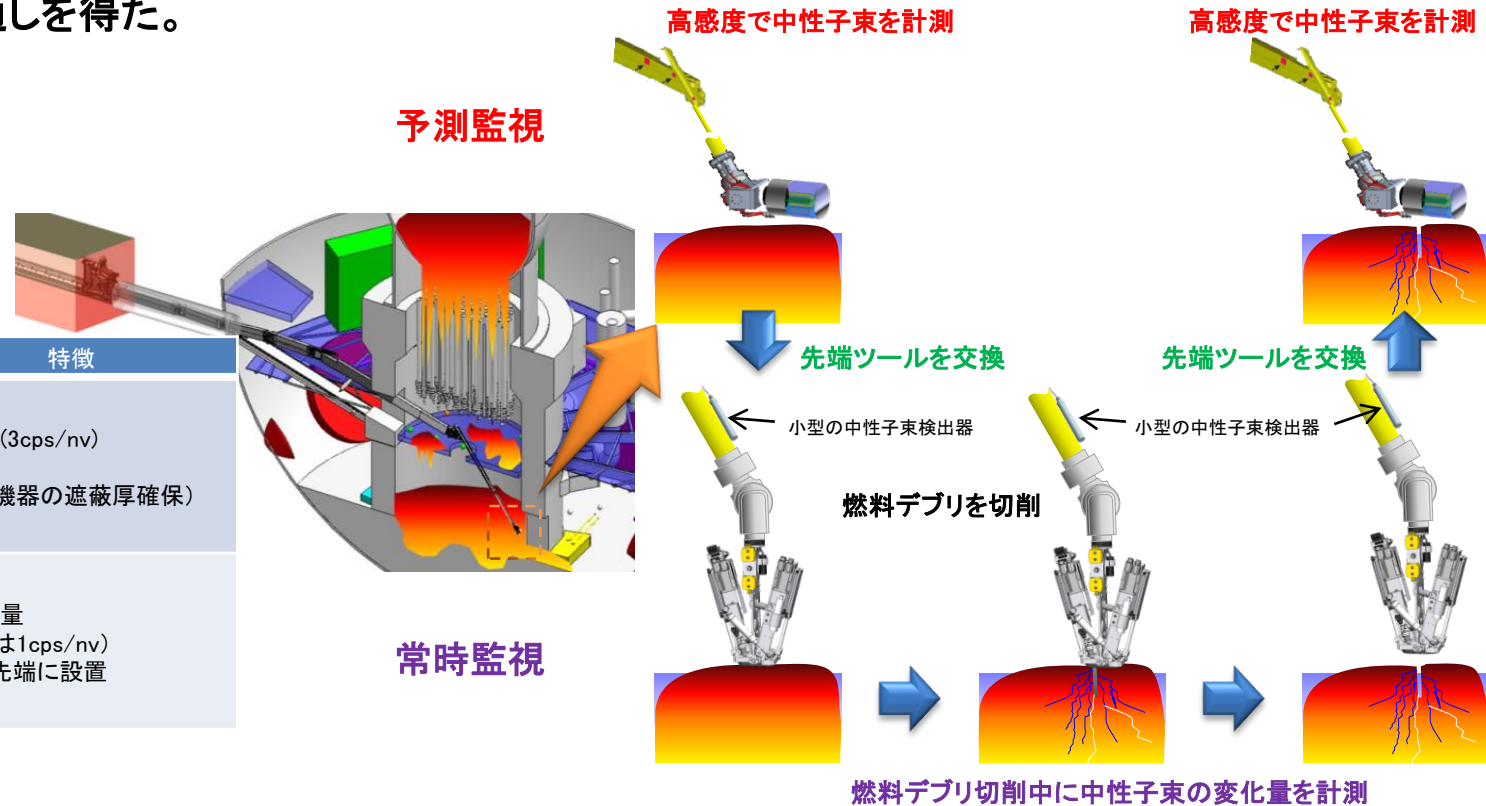 しを得た。
高感度で中性子束を計測
高感度で中性子束を計測
予測監視
特徴
(3cps/nv)
機器の遮蔽厚確保)
量
は1cps/nv)
先端に設置
先端ツールを交換
先端ツールを交換
小型の中性子束検出器
小型の中性子束検出器
燃料デブリを切削
常時監視
燃料デブリ切削中に中性子束の変化量を計測